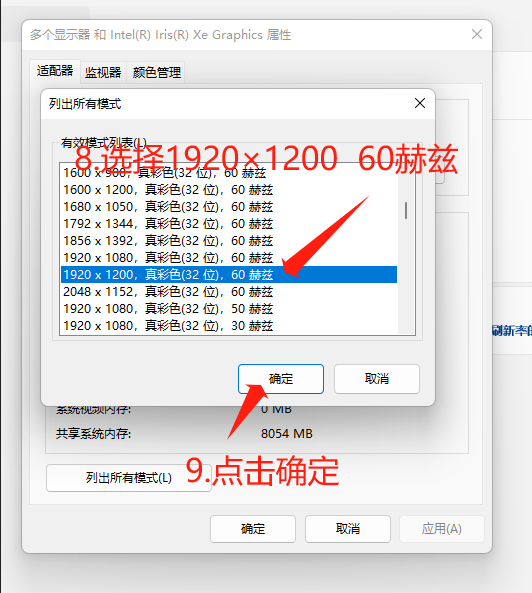 多个显示器 和 Intel(R) Iris(R) Xe Graphics 属性
适配器 监视器 颜色管理
列出所有模式
有效模式列表(L)
8.选择1920×1200 60赫兹
1600 x 900，真彩色(32 位)，60 赫兹
1600 x 1200，真彩色(32 位)，60 赫兹
1680 x 1050，真彩色(32 位)，60 赫兹
1792 x 1344，真彩色(32 位)，60 赫兹
1856 x 1392，真彩色(32 位)，60 赫兹
1920 x 1080，真彩色(32 位)，60 赫兹
1920 x 1200，真彩色(32 位)，60 赫兹
2048 x 1152，真彩色(32 位)，60 赫兹
1920 x 1080，真彩色(32 位)，50 赫兹
1920 x 1080，真彩色(32 位)，30 赫兹
确定 取消
系统视频内存: 0 MB
共享系统内存: 8054 MB
9.点击确定
列出所有模式(L)
确定 取消 应用(A)